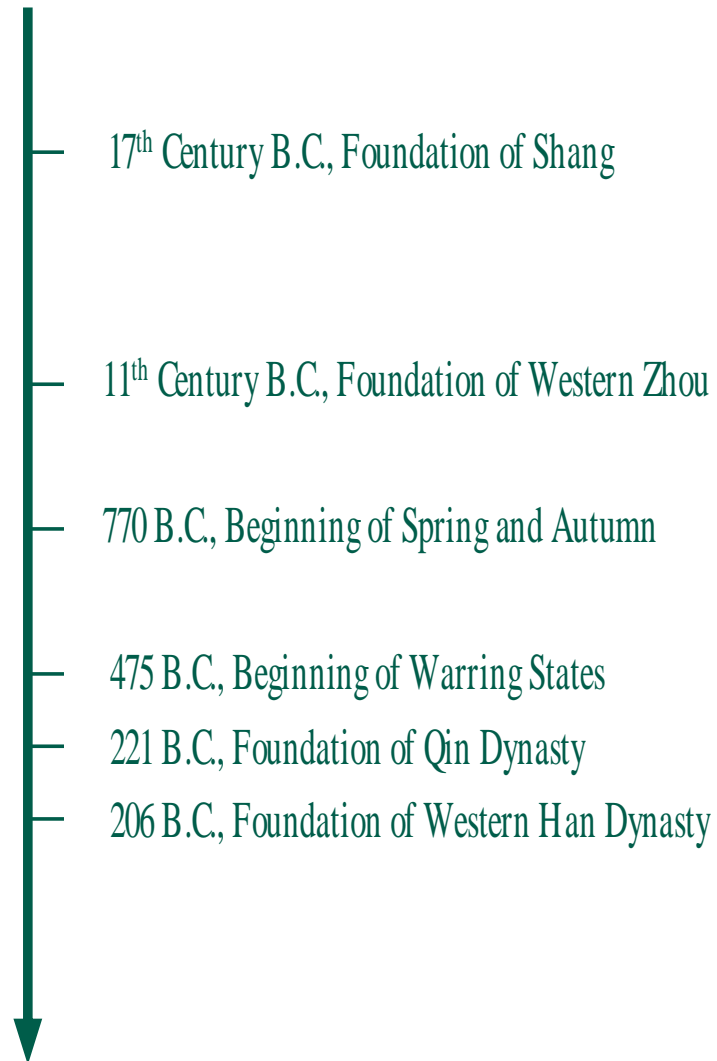 17th Century B.C., Foundation of Shang
11th Century B.C., Foundation of Western Zhou
770 B.C., Beginning of Spring and Autumn
475 B.C., Beginning of Warring States
221 B.C., Foundation of Qin Dynasty
206 B.C., Foundation of Western Han Dynasty